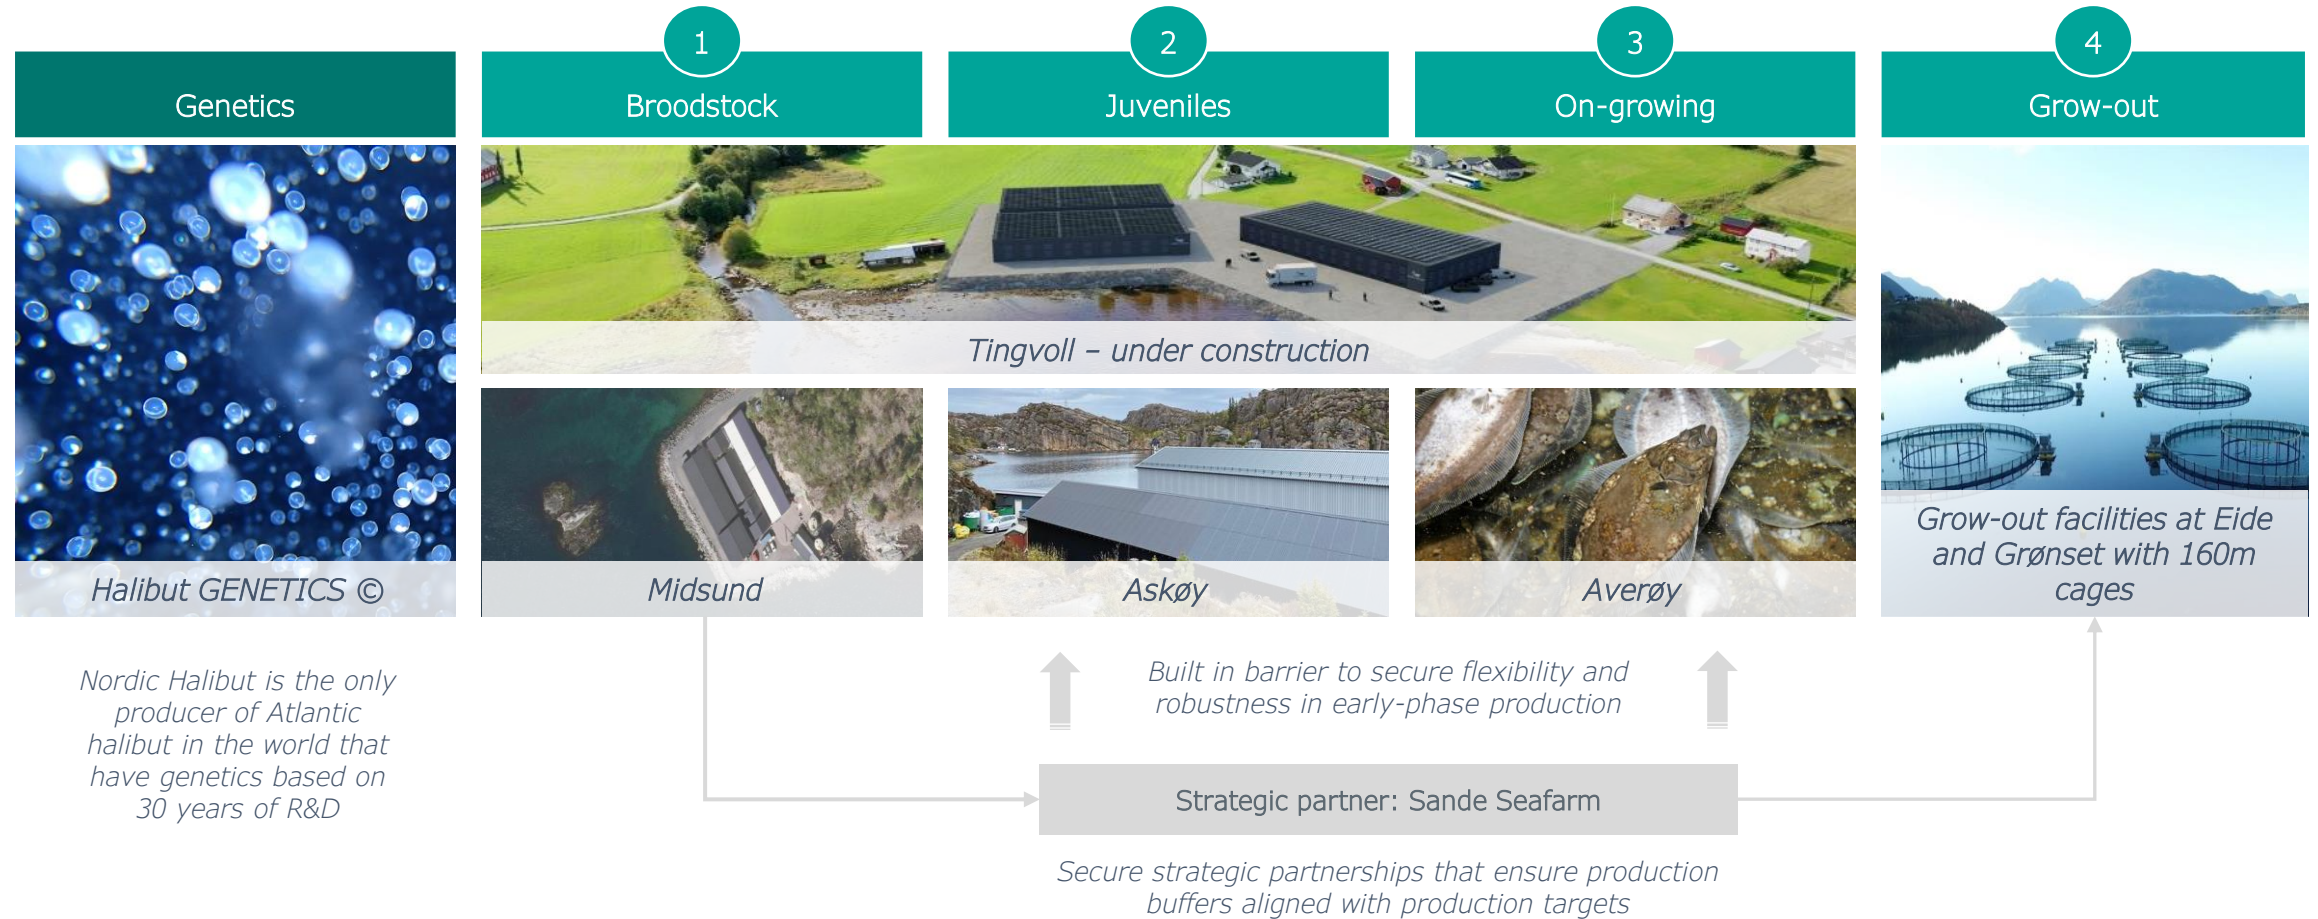 1
2
3
4
Genetics
Broodstock
Juveniles
On-growing
Grow-out
Tingvoll – under construction
Halibut GENETICS ©
Midsund
Askøy
Averøy
Grow-out facilities at Eide
and Grønset with 160m
cages
Nordic Halibut is the only
producer of Atlantic
halibut in the world that
have genetics based on
30 years of R&D
Built in barrier to secure flexibility and
robustness in early-phase production
Strategic partner: Sande Seafarm
Secure strategic partnerships that ensure production
buffers aligned with production targets